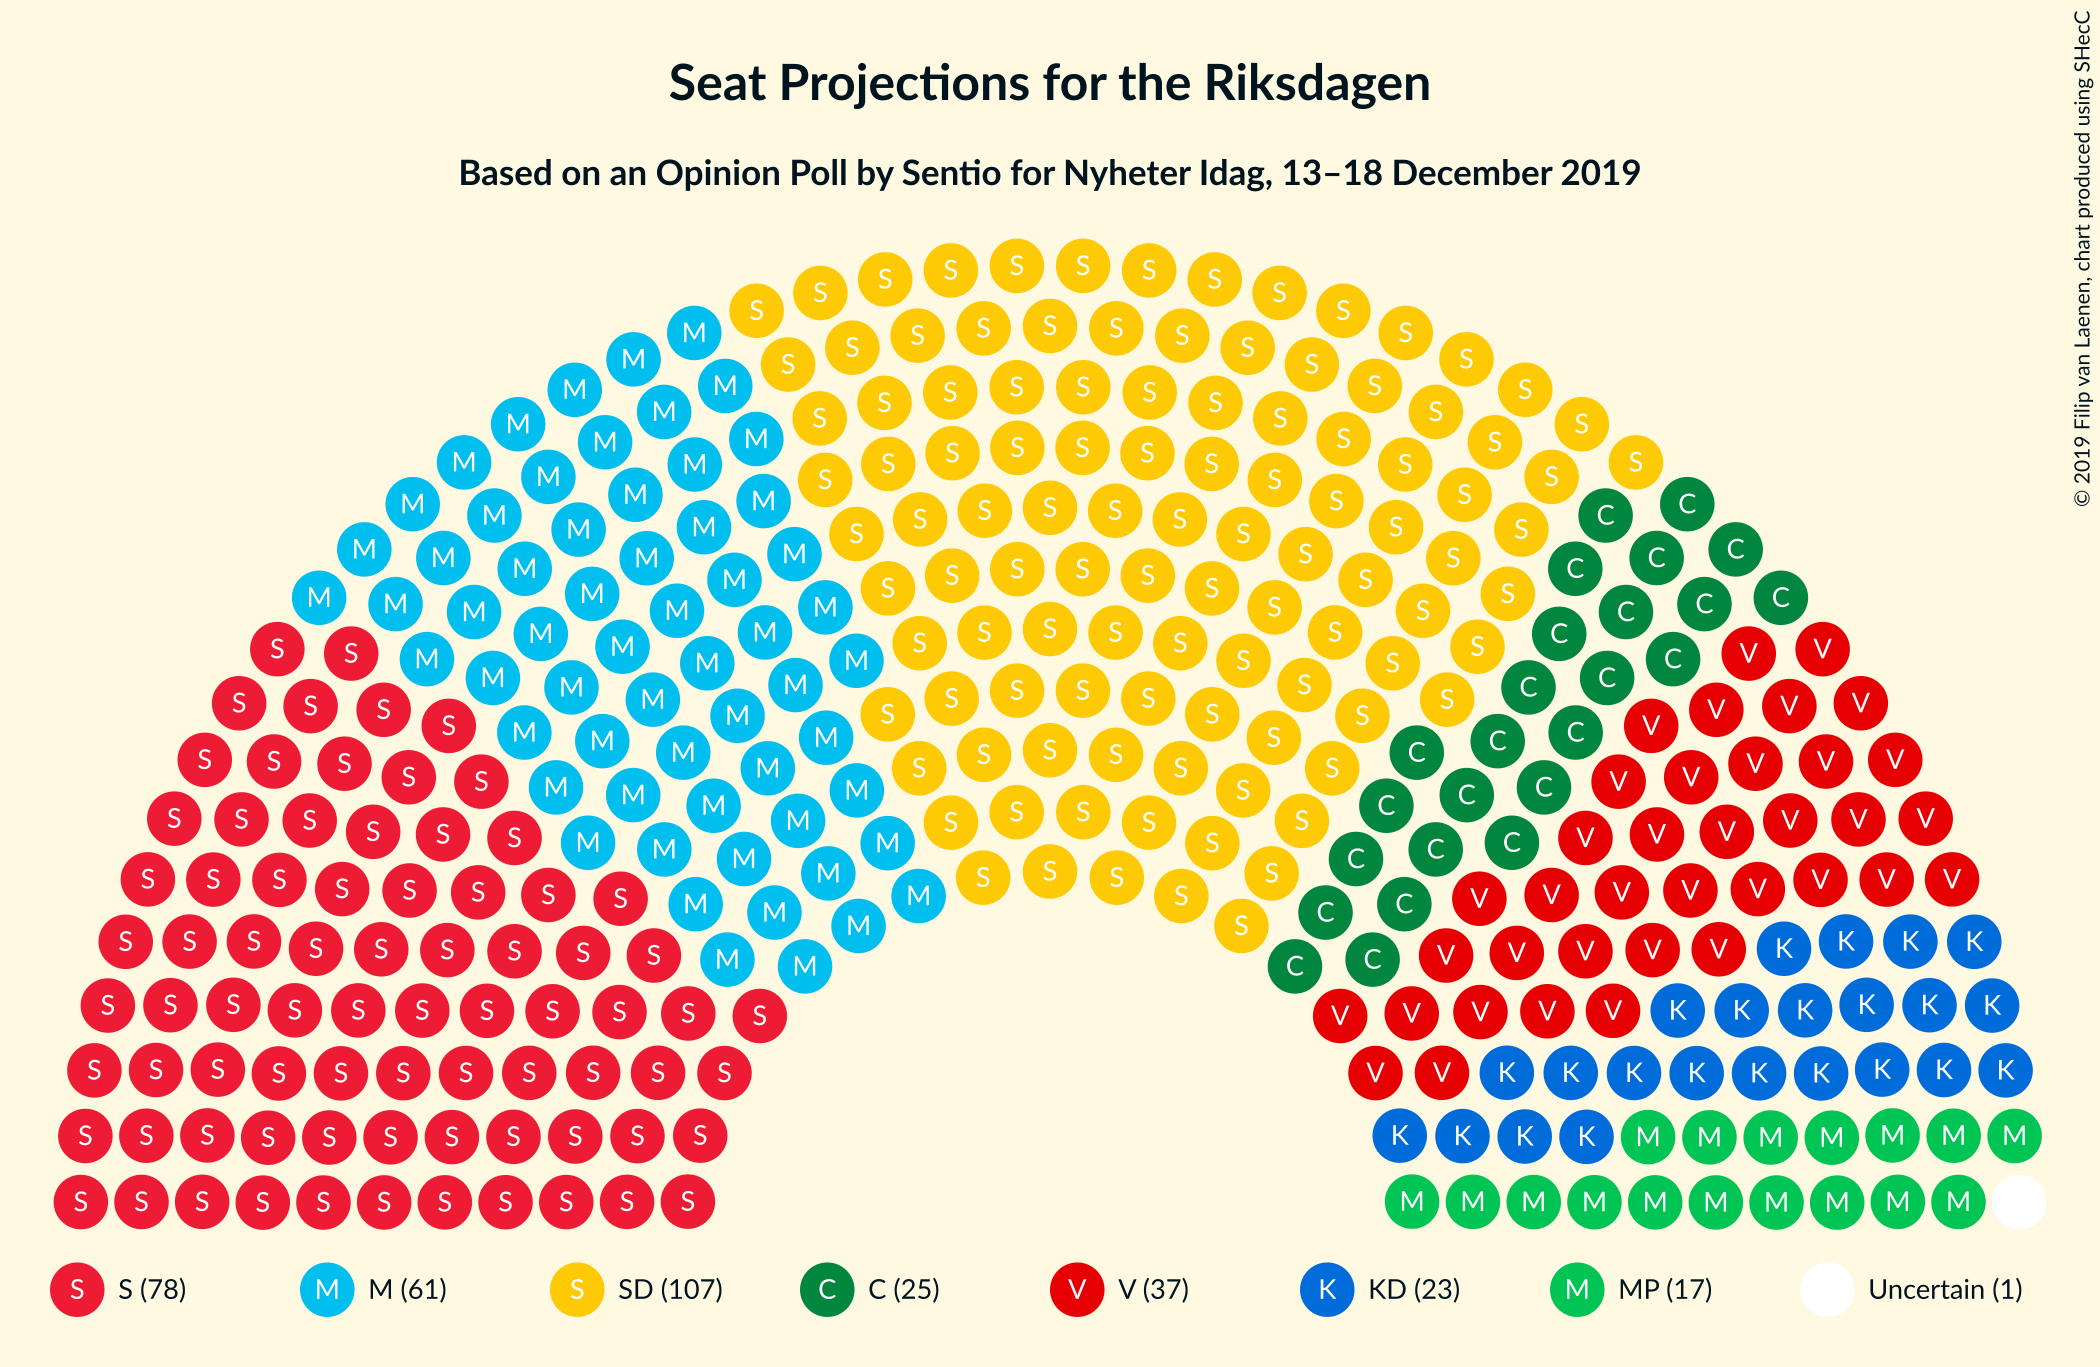 Seat Projections for the Riksdagen
Based on an Opinion Poll by Sentio for Nyheter Idag, 13–18 December 2019
© 2019 Filip van Laenen, chart produced using SHecC
S S (78) M M (61) S SD (107) C C (25) V V (37) K KD (23) M MP (17) Uncertain (1)